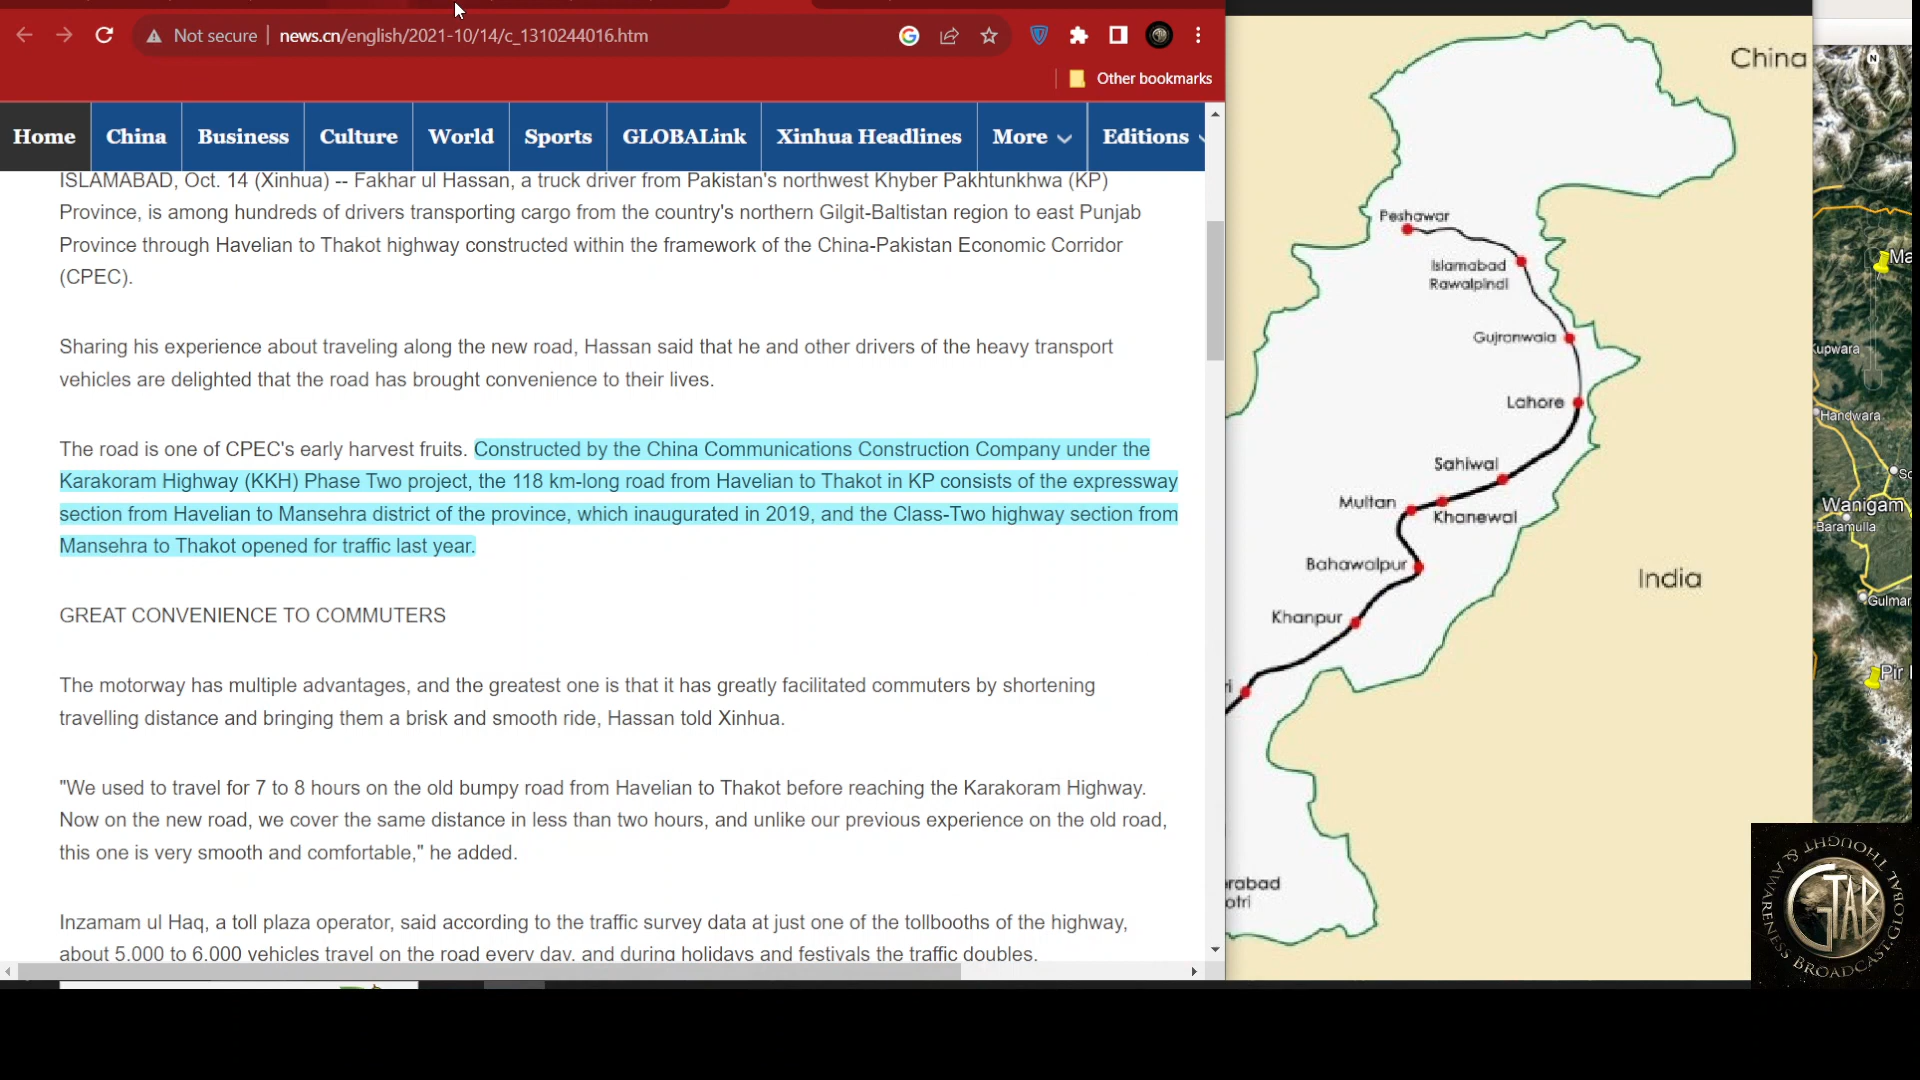 Not secure
news.cn/english/2021-10/14/c_1310244016.htm
Other bookmarks
Home China Business Culture World Sports GLOBALink Xinhua Headlines More Editions
ISLAMABAD, Oct. 14 (Xinhua) -- Fakhar ul Hassan, a truck driver from Pakistan's northwest Khyber Pakhtunkhwa (KP)
Province, is among hundreds of drivers transporting cargo from the country's northern Gilgit-Baltistan region to east Punjab
Province through Havelian to Thakot highway constructed within the framework of the China-Pakistan Economic Corridor
(CPEC).
Sharing his experience about traveling along the new road, Hassan said that he and other drivers of the heavy transport
vehicles are delighted that the road has brought convenience to their lives.
The road is one of CPEC's early harvest fruits. Constructed by the China Communications Construction Company under the
Karakoram Highway (KKH) Phase Two project, the 118 km-long road from Havelian to Thakot in KP consists of the expressway
section from Havelian to Mansehra district of the province, which inaugurated in 2019, and the Class-Two highway section from
Mansehra to Thakot opened for traffic last year.
GREAT CONVENIENCE TO COMMUTERS
The motorway has multiple advantages, and the greatest one is that it has greatly facilitated commuters by shortening
travelling distance and bringing them a brisk and smooth ride, Hassan told Xinhua.
"We used to travel for 7 to 8 hours on the old bumpy road from Havelian to Thakot before reaching the Karakoram Highway.
Now on the new road, we cover the same distance in less than two hours, and unlike our previous experience on the old road,
this one is very smooth and comfortable," he added.
Inzamam ul Haq, a toll plaza operator, said according to the traffic survey data at just one of the tollbooths of the highway,
about 5,000 to 6,000 vehicles travel on the road every day, and during holidays and festivals the traffic doubles.
China
Peshawar
Islamabad
Rawalpindi
Gujranwala
Lahore
Sahiwal
Multan
Khanewal
Bahawalpur
Khanpur
India
rabad
otri
N
Ma
upwara
Handwara
So
Wanigam
Baramulla
Gulmar
Pir
GTAB
GLOBAL THOUGHT & AWARENESS BROADCAST.GLOBAL